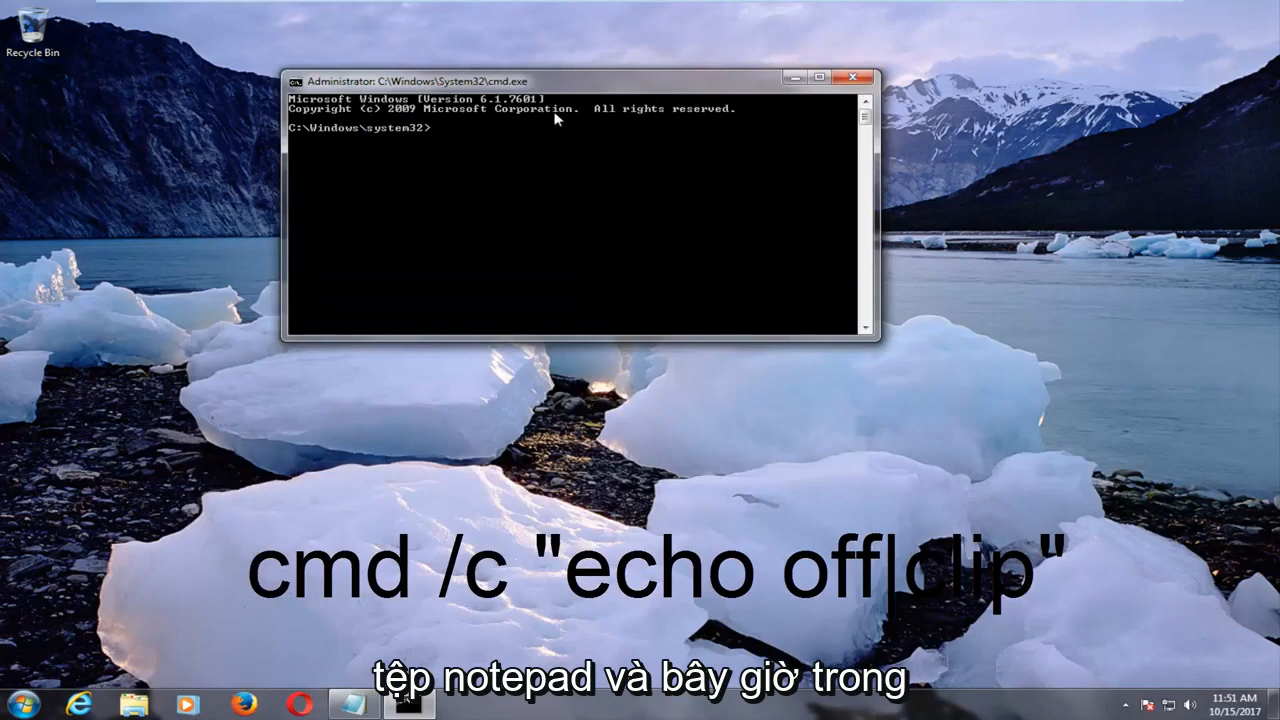 Recycle Bin
Administrator: C:\Windows\System32\cmd.exe
Microsoft Windows [Version 6.1.7601]
Copyright (c) 2009 Microsoft Corporation.  All rights reserved.
C:\Windows\system32>
cmd /c "echo off|clip"
tệp notepad và bây giờ trong
11:51 AM
10/15/2017